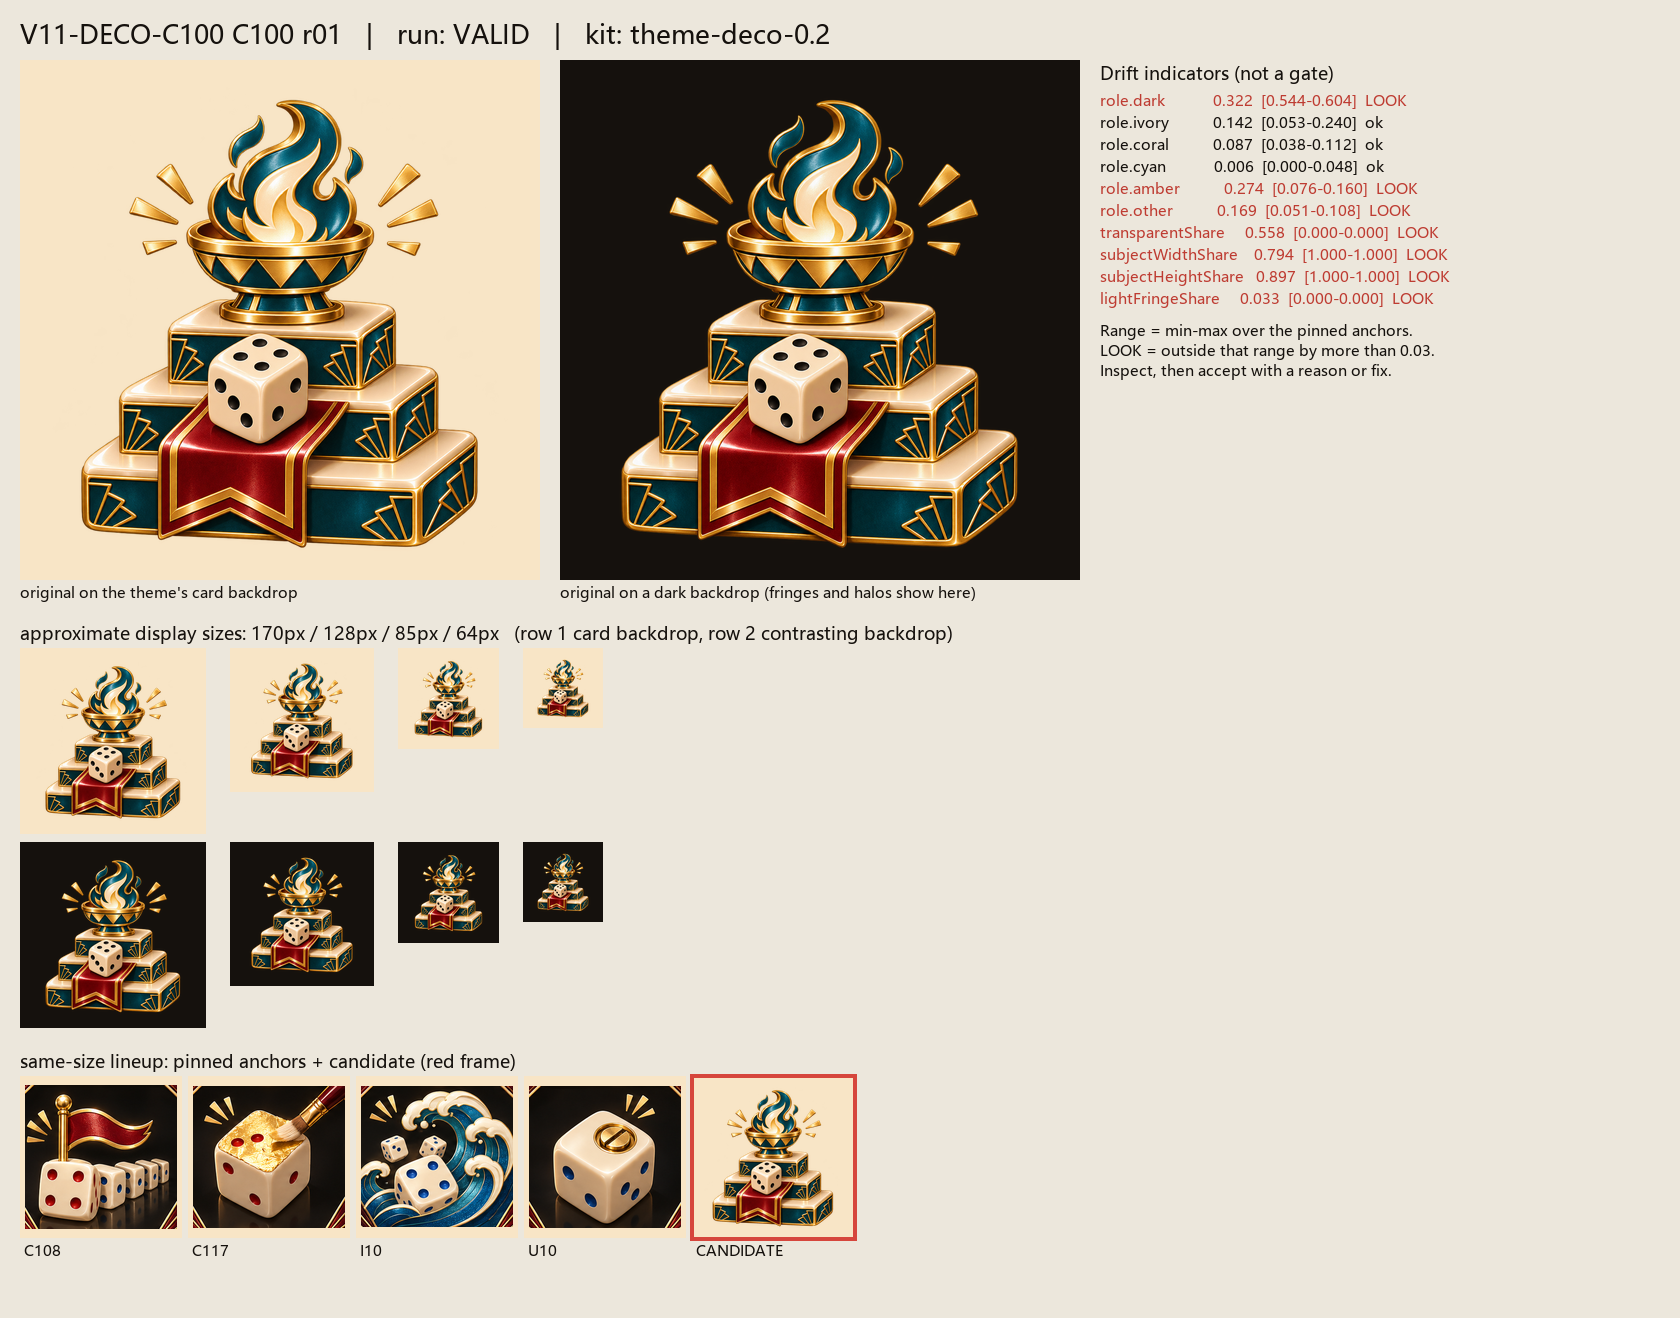 V11-DECO-C100 C100 r01 | run: VALID | kit: theme-deco-0.2
Drift indicators (not a gate)
role.dark 0.322 [0.544-0.604] LOOK
role.ivory 0.142 [0.053-0.240] ok
role.coral 0.087 [0.038-0.112] ok
role.cyan 0.006 [0.000-0.048] ok
role.amber 0.274 [0.076-0.160] LOOK
role.other 0.169 [0.051-0.108] LOOK
transparentShare 0.558 [0.000-0.000] LOOK
subjectWidthShare 0.794 [1.000-1.000] LOOK
subjectHeightShare 0.897 [1.000-1.000] LOOK
lightFringeShare 0.033 [0.000-0.000] LOOK
Range = min-max over the pinned anchors.
LOOK = outside that range by more than 0.03.
Inspect, then accept with a reason or fix.
original on the theme's card backdrop
original on a dark backdrop (fringes and halos show here)
approximate display sizes: 170px / 128px / 85px / 64px (row 1 card backdrop, row 2 contrasting backdrop)
same-size lineup: pinned anchors + candidate (red frame)
C108
C117
I10
U10
CANDIDATE